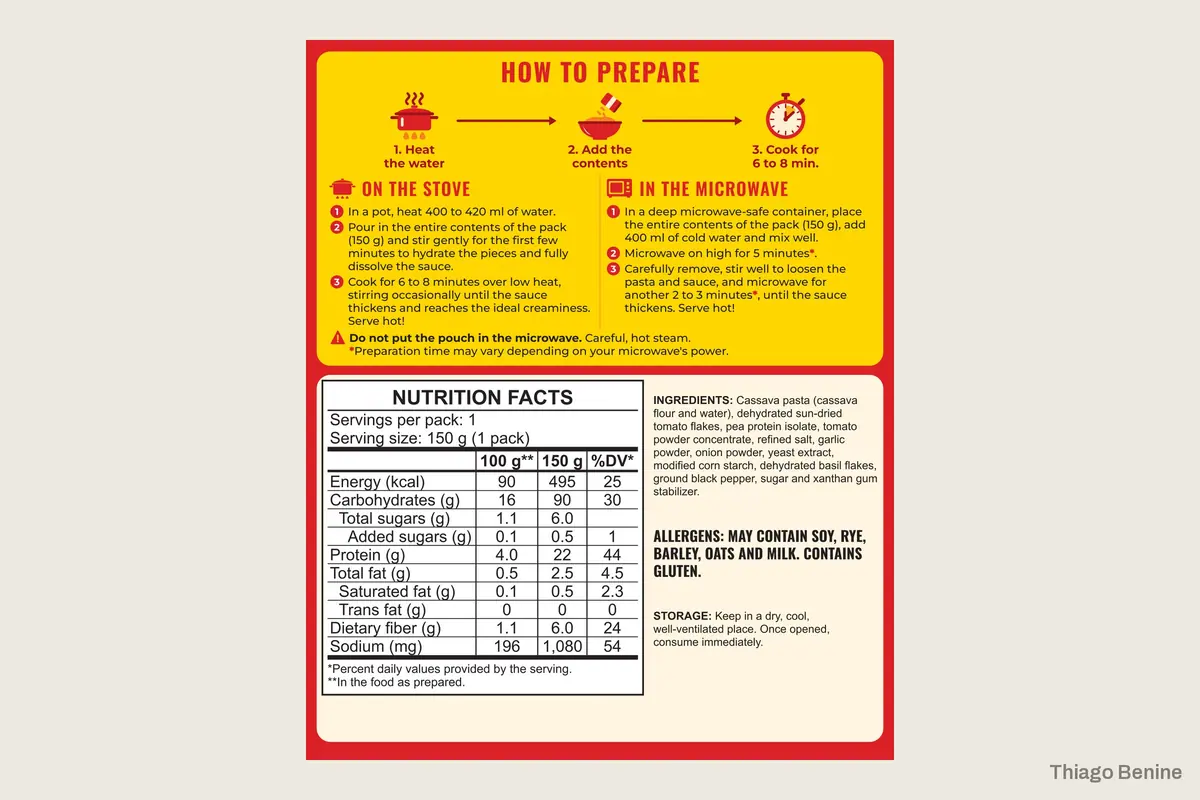 HOW TO PREPARE
1. Heat
the water
2. Add the
contents
3. Cook for
6 to 8 min.
ON THE STOVE
1 In a pot, heat 400 to 420 ml of water.
2 Pour in the entire contents of the pack
(150 g) and stir gently for the first few
minutes to hydrate the pieces and fully
dissolve the sauce.
3 Cook for 6 to 8 minutes over low heat,
stirring occasionally until the sauce
thickens and reaches the ideal creaminess.
Serve hot!
IN THE MICROWAVE
1 In a deep microwave-safe container, place
the entire contents of the pack (150 g), add
400 ml of cold water and mix well.
2 Microwave on high for 5 minutes*.
3 Carefully remove, stir well to loosen the
pasta and sauce, and microwave for
another 2 to 3 minutes*, until the sauce
thickens. Serve hot!
Do not put the pouch in the microwave. Careful, hot steam.
*Preparation time may vary depending on your microwave's power.
NUTRITION FACTS
Servings per pack: 1
Serving size: 150 g (1 pack)
100 g** 150 g %DV*
Energy (kcal) 90 495 25
Carbohydrates (g) 16 90 30
Total sugars (g) 1.1 6.0
Added sugars (g) 0.1 0.5 1
Protein (g) 4.0 22 44
Total fat (g) 0.5 2.5 4.5
Saturated fat (g) 0.1 0.5 2.3
Trans fat (g) 0 0 0
Dietary fiber (g) 1.1 6.0 24
Sodium (mg) 196 1,080 54
*Percent daily values provided by the serving.
**In the food as prepared.
INGREDIENTS: Cassava pasta (cassava
flour and water), dehydrated sun-dried
tomato flakes, pea protein isolate, tomato
powder concentrate, refined salt, garlic
powder, onion powder, yeast extract,
modified corn starch, dehydrated basil flakes,
ground black pepper, sugar and xanthan gum
stabilizer.
ALLERGENS: MAY CONTAIN SOY, RYE,
BARLEY, OATS AND MILK. CONTAINS
GLUTEN.
STORAGE: Keep in a dry, cool,
well-ventilated place. Once opened,
consume immediately.
Thiago Benine